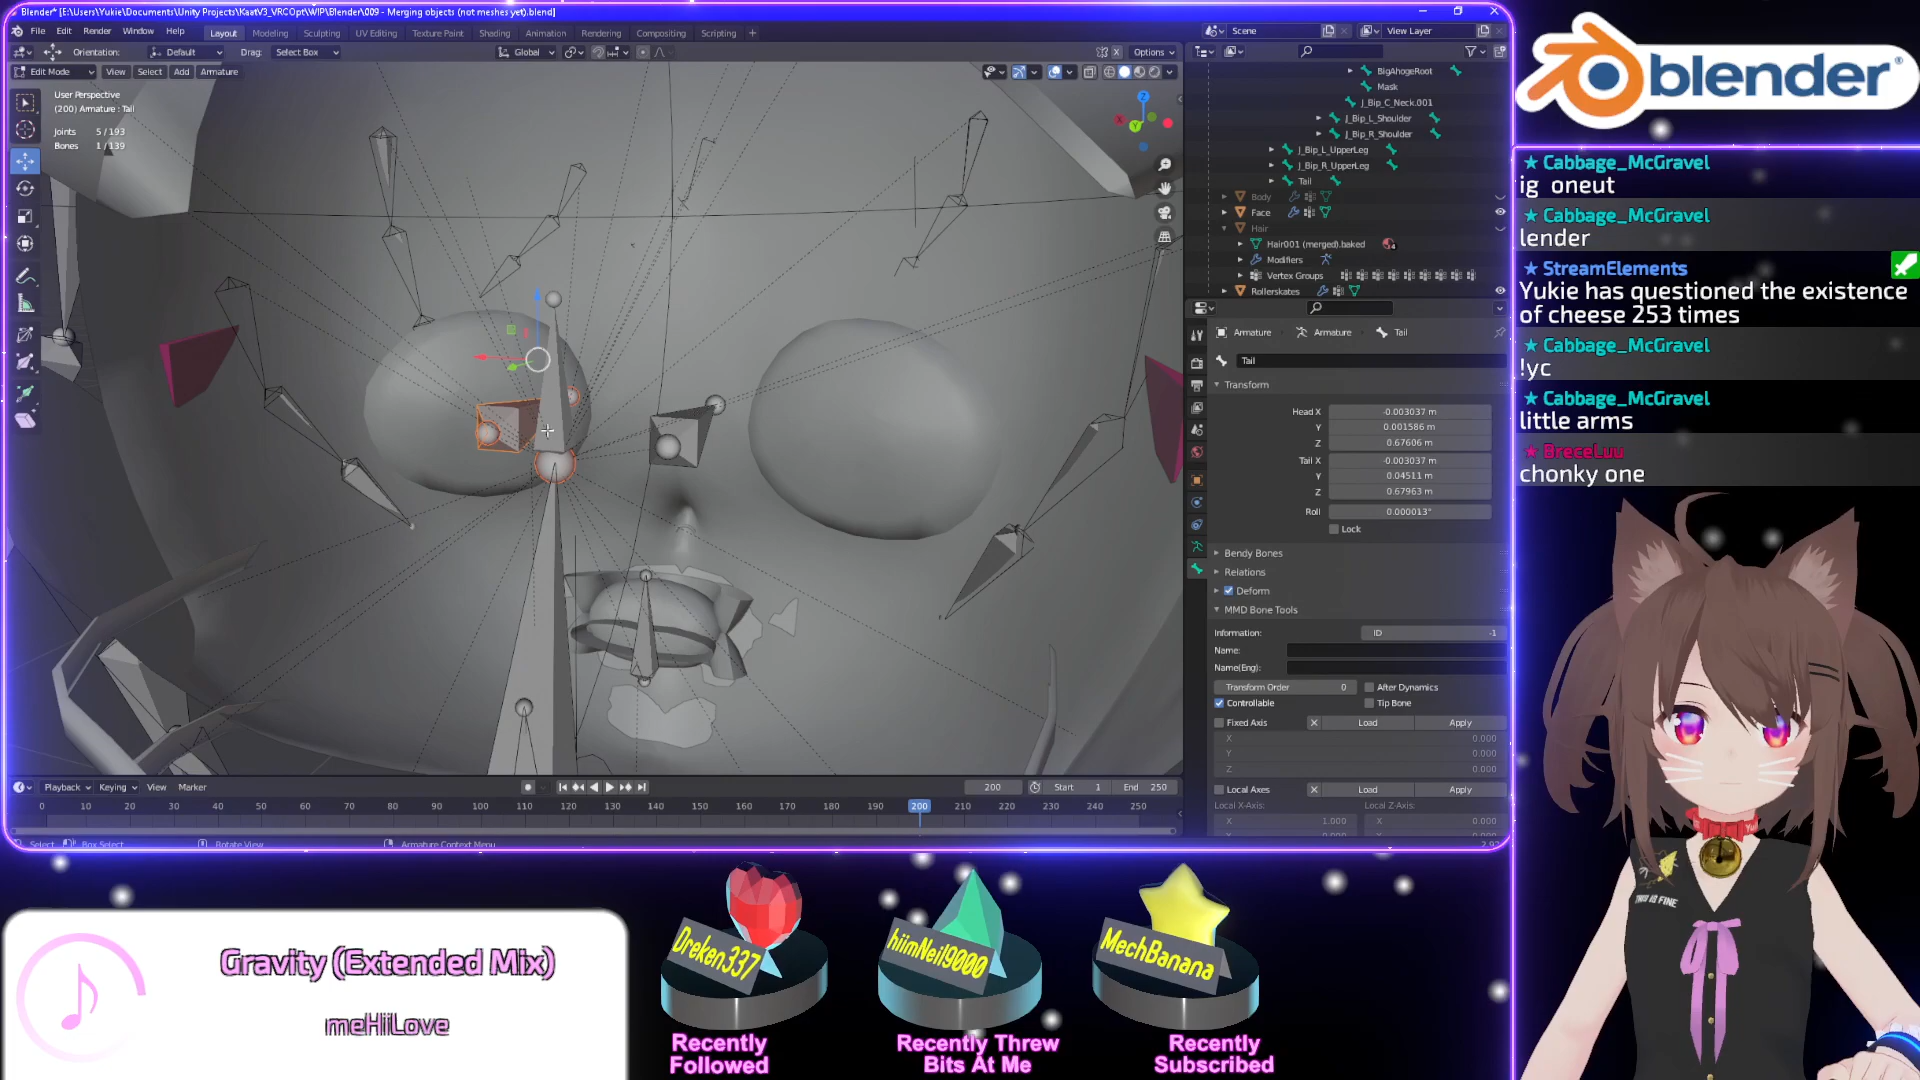 Blender* [E:\Users\Yukie\Documents\Unity Projects\KaatV3_VRCOpt\WIP\Blender\009 - Merging objects (not meshes yet).blend]
File Edit Render Window Help Layout Modeling Sculpting UV Editing Texture Paint Shading Animation Rendering Compositing Scripting +
Scene View Layer
Orientation: Default Drag: Select Box Global Options
Edit Mode View Select Add Armature
User Perspective
(200) Armature : Tail
Joints 5/193
Bones 1/139
BigAhogeRoot
Mask
J_Bip_C_Neck.001
J_Bip_L_Shoulder
J_Bip_R_Shoulder
J_Bip_L_UpperLeg
J_Bip_R_UpperLeg
Tail
Body
Face
Hair
Hair001 (merged).baked
Modifiers
Vertex Groups
Rollerskates
Armature Armature Tail
Tail
Transform
Head X -0.003037 m
Y 0.001586 m
Z 0.67606 m
Tail X -0.003037 m
Y 0.04511 m
Z 0.67963 m
Roll 0.000013°
Lock
Bendy Bones
Relations
Deform
MMD Bone Tools
Information: ID -1
Name:
Name(Eng):
Transform Order 0 After Dynamics
Controllable Tip Bone
Fixed Axis X Load Apply
X 0.000
Y 0.000
Z 0.000
Local Axes X Load Apply
Local X-Axis: Local Z-Axis:
X 1.000 X 0.000
Playback Keying View Marker 200 Start 1 End 250
0 10 20 30 40 50 60 70 80 90 100 110 120 130 140 150 160 170 180 190 200 210 220 230 240 250
Select Box Select Rotate View Armature Context Menu
blender
Cabbage_McGravel
ig oneut
Cabbage_McGravel
lender
StreamElements
Yukie has questioned the existence
of cheese 253 times
Cabbage_McGravel
!yc
Cabbage_McGravel
little arms
BreceLuu
chonky one
THIS IS FINE
Gravity (Extended Mix)
meHiiLove
Dreken337
Recently
Followed
hiimNeil9000
Recently Threw
Bits At Me
MechBanana
Recently
Subscribed